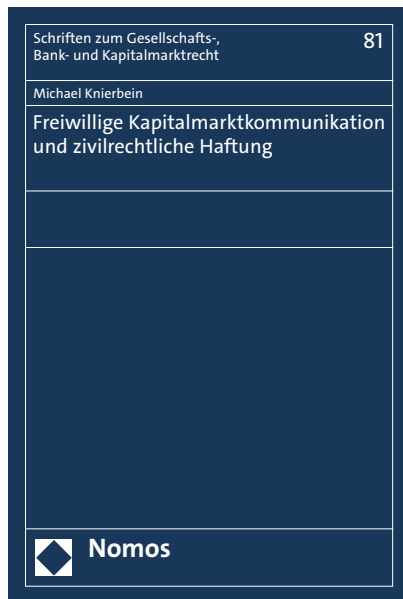 Schriften zum Gesellschafts-,
Bank- und Kapitalmarktrecht
81
Michael Knierbein
Freiwillige Kapitalmarktkommunikation
und zivilrechtliche Haftung
Nomos